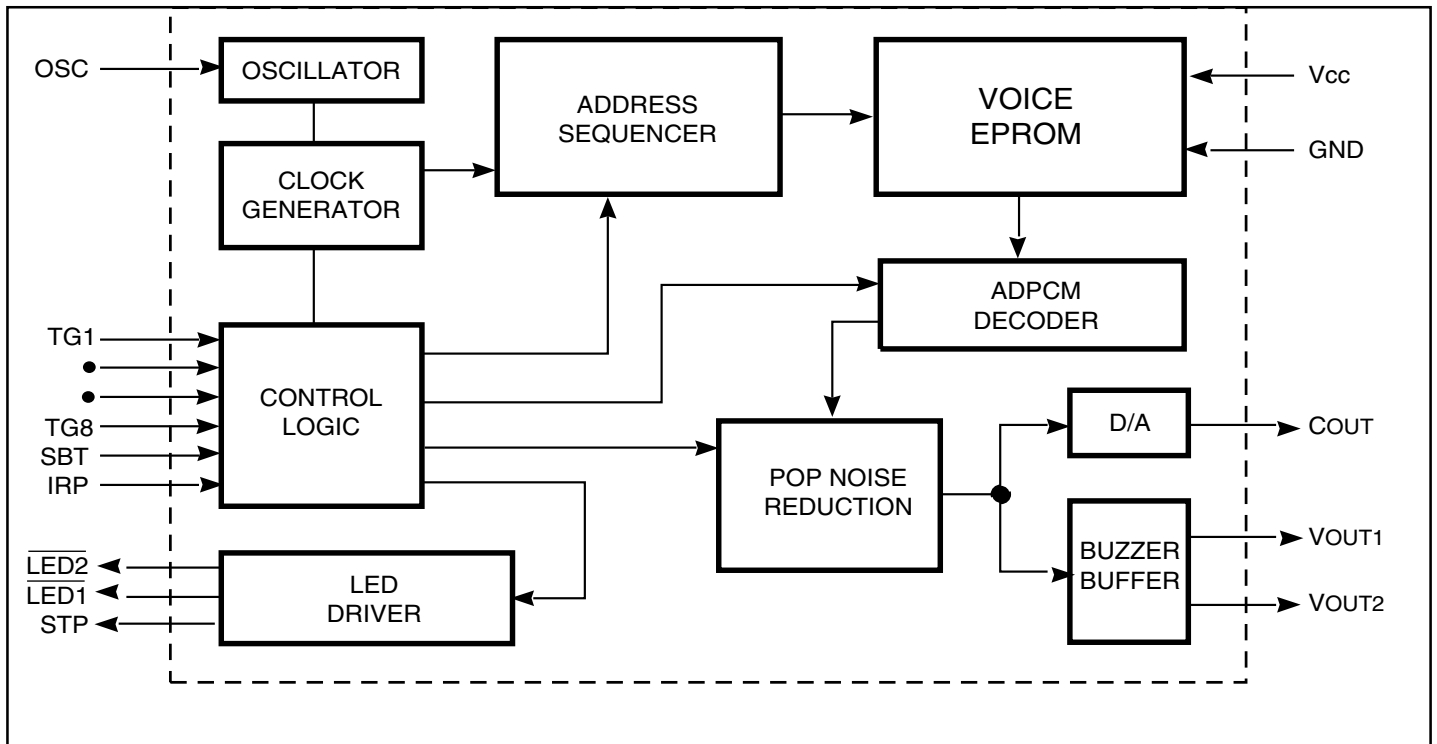 OSC
OSCILLATOR
CLOCK
GENERATOR
ADDRESS
SEQUENCER
VOICE
EPROM
Vcc
GND
ADPCM
DECODER
TG1
TG8
SBT
IRP
CONTROL
LOGIC
POP NOISE
REDUCTION
D/A
COUT
BUZZER
BUFFER
VOUT1
VOUT2
LED2
LED1
STP
LED
DRIVER